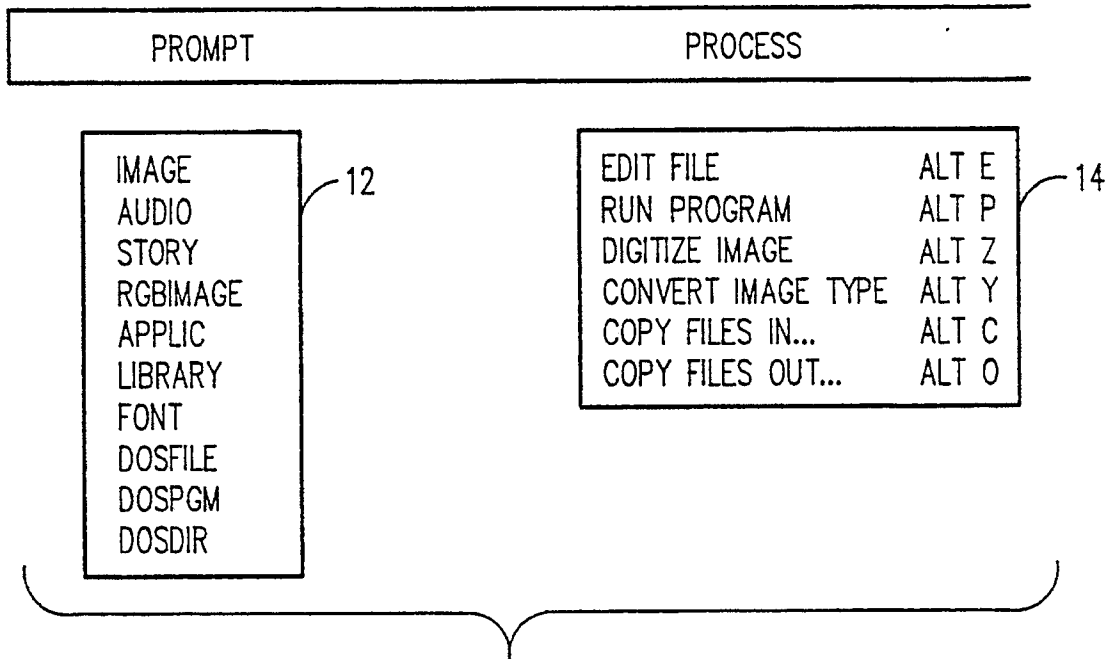 PROMPT PROCESS
IMAGE
AUDIO
STORY
RGBIMAGE
APPLIC
LIBRARY
FONT
DOSFILE
DOSPGM
DOSDIR
12
EDIT FILE ALT E
RUN PROGRAM ALT P
DIGITIZE IMAGE ALT Z
CONVERT IMAGE TYPE ALT Y
COPY FILES IN... ALT C
COPY FILES OUT... ALT O
14